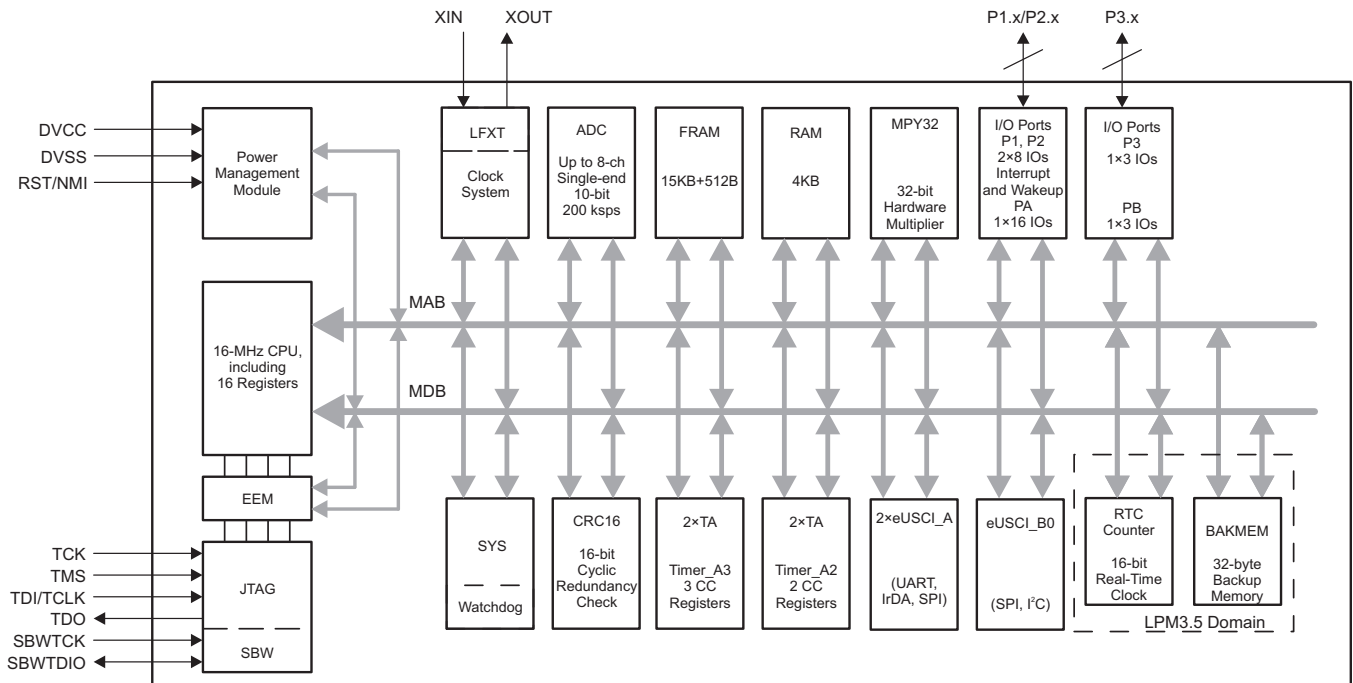 XIN
XOUT
P1.x/P2.x
P3.x
DVCC
DVSS
RST/NMI
Power
Management
Module
LFXT
Clock
System
ADC
Up to 8-ch
Single-end
10-bit
200 ksps
FRAM
15KB+512B
RAM
4KB
MPY32
32-bit
Hardware
Multiplier
I/O Ports
P1, P2
2×8 IOs
Interrupt
and Wakeup
PA
1×16 IOs
I/O Ports
P3
1×3 IOs
PB
1×3 IOs
MAB
16-MHz CPU,
including
16 Registers
MDB
EEM
TCK
TMS
TDI/TCLK
TDO
SBWTCK
SBWTDIO
JTAG
SBW
SYS
Watchdog
CRC16
16-bit
Cyclic
Redundancy
Check
2×TA
Timer_A3
3 CC
Registers
2×TA
Timer_A2
2 CC
Registers
2×eUSCI_A
(UART,
IrDA, SPI)
eUSCI_B0
(SPI, I²C)
RTC
Counter
16-bit
Real-Time
Clock
BAKMEM
32-byte
Backup
Memory
LPM3.5 Domain